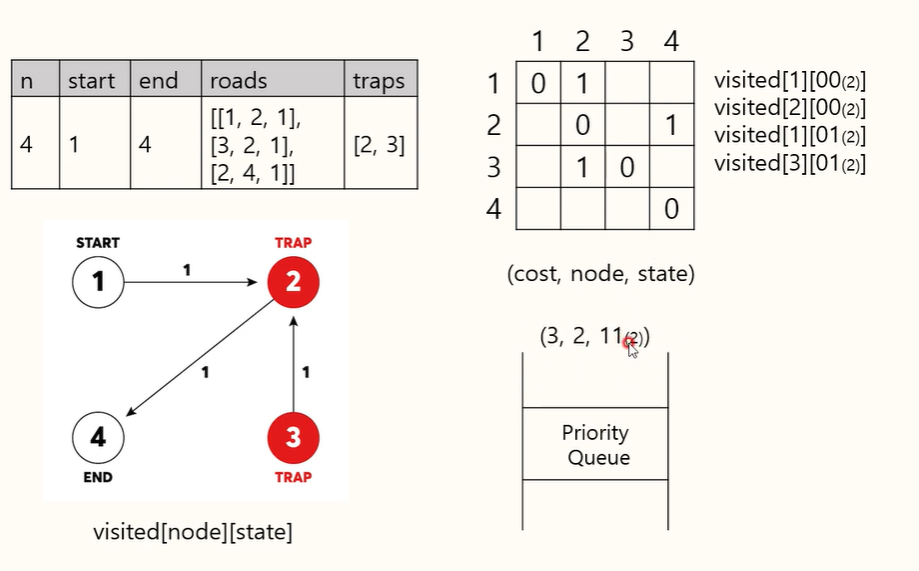 n start end roads traps
4 1 4 [[1, 2, 1], [3, 2, 1], [2, 4, 1]] [2, 3]
START
TRAP
1
1
2
1
1
4
3
END
TRAP
visited[node][state]
1 2 3 4
1 0 1
2 0 1
3 1 0
4 0
visited[1][00(2)]
visited[2][00(2)]
visited[1][01(2)]
visited[3][01(2)]
(cost, node, state)
(3, 2, 11(2))
Priority
Queue